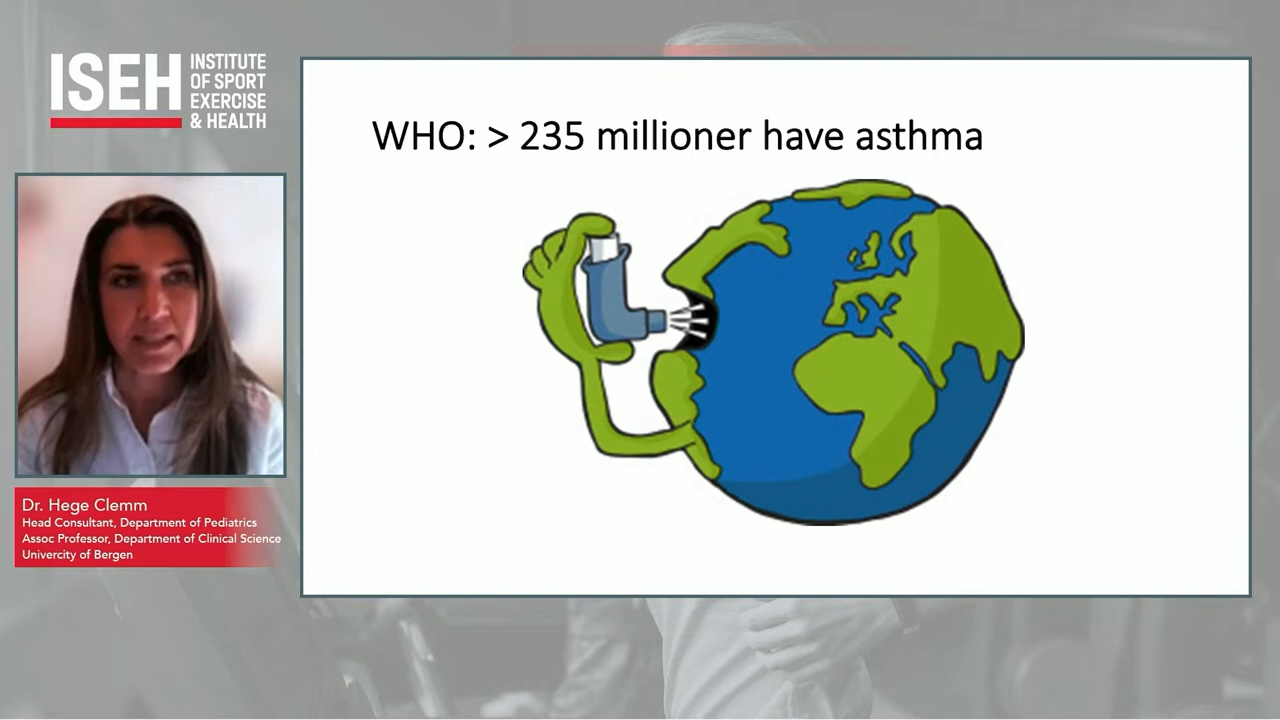 ISEH
INSTITUTE
OF SPORT
EXERCISE
& HEALTH
WHO: > 235 millioner have asthma
Dr. Hege Clemm
Head Consultant, Department of Pediatrics
Assoc Professor, Department of Clinical Science
Univercity of Bergen